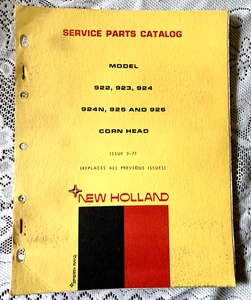 SERVICE PARTS CATALOG
MODEL
922, 923, 924
924N, 925 AND 926
CORN HEAD
ISSUE 3-71
(REPLACES ALL PREVIOUS ISSUES)
NEW HOLLAND